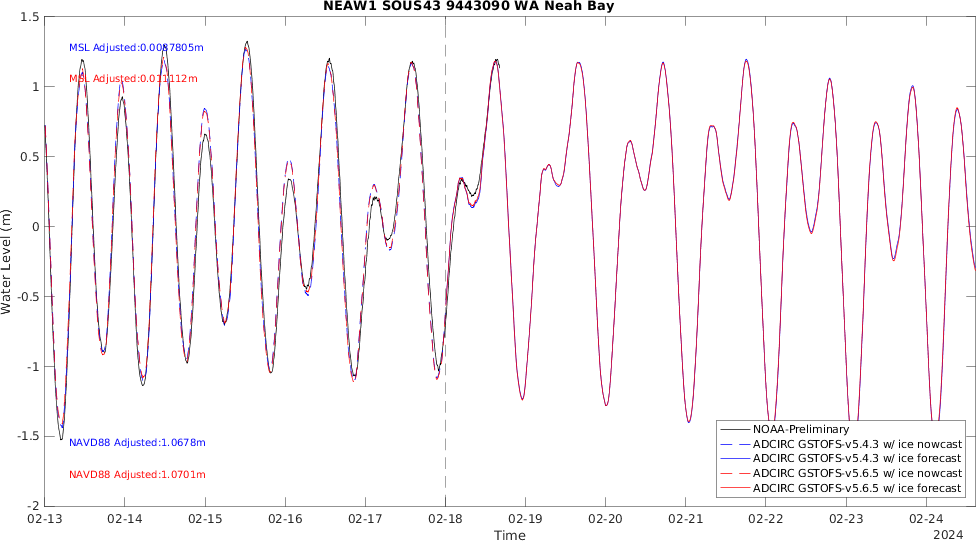 NEAW1 SOUS43 9443090 WA Neah Bay
1.5
MSL Adjusted:0.0087805m
1
MSL Adjusted:0.011112m
0.5
0
Water Level (m)
-0.5
-1
NOAA-Preliminary
-1.5
NAVD88 Adjusted:1.0678m
ADCIRC GSTOFS-v5.4.3 w/ ice nowcast
ADCIRC GSTOFS-v5.4.3 w/ ice forecast
NAVD88 Adjusted:1.0701m
ADCIRC GSTOFS-v5.6.5 w/ ice nowcast
ADCIRC GSTOFS-v5.6.5 w/ ice forecast
-2
02-13 02-14 02-15 02-16 02-17 02-18 02-19 02-20 02-21 02-22 02-23 02-24
Time
2024